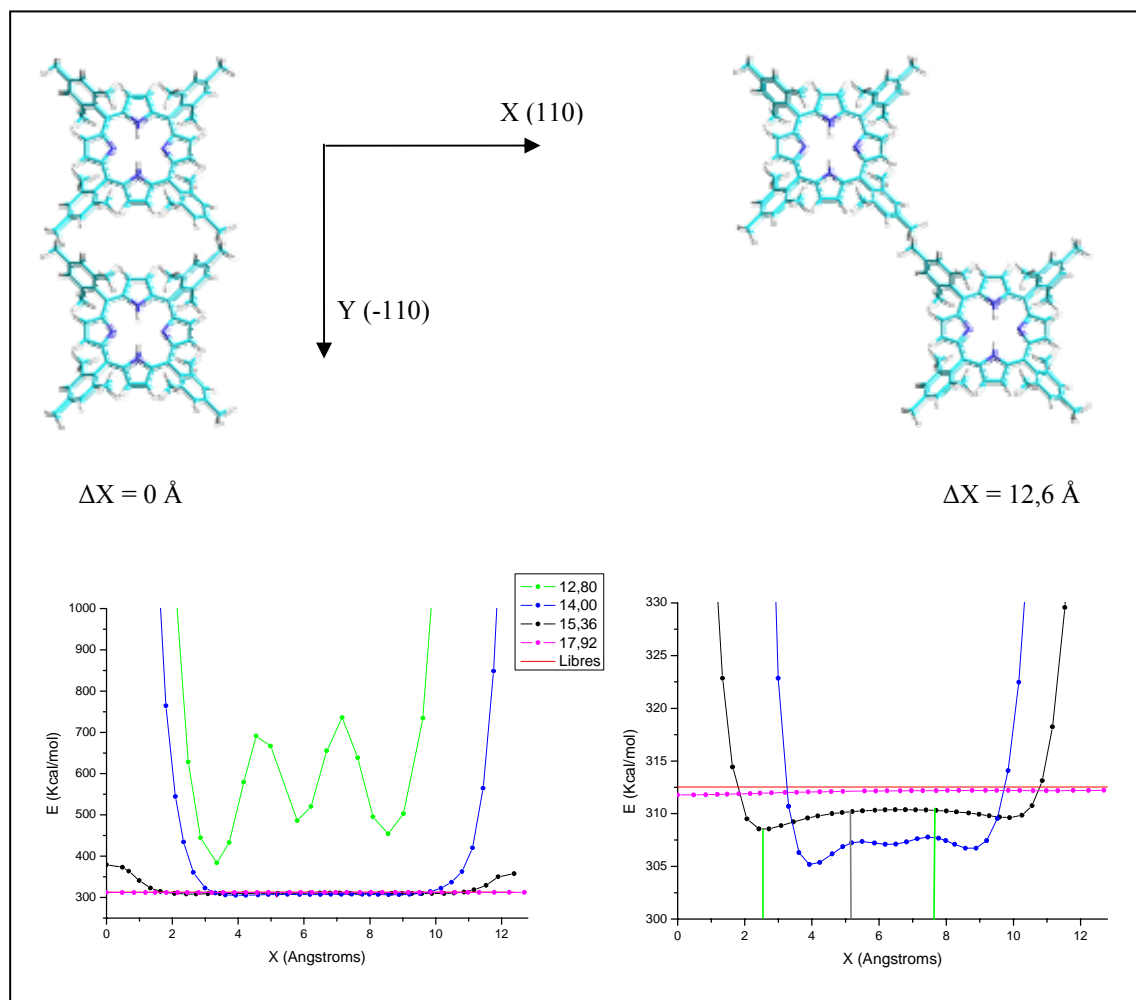 X (110)
Y (-110)
ΔX = 0 Å
ΔX = 12,6 Å
12,80
14,00
15,36
17,92
Libres
1000
900
800
700
600
500
400
300
E (Kcal/mol)
0 2 4 6 8 10 12
X (Angstroms)
330
325
320
315
310
305
300
E (Kcal/mol)
0 2 4 6 8 10 12
X (Angstroms)